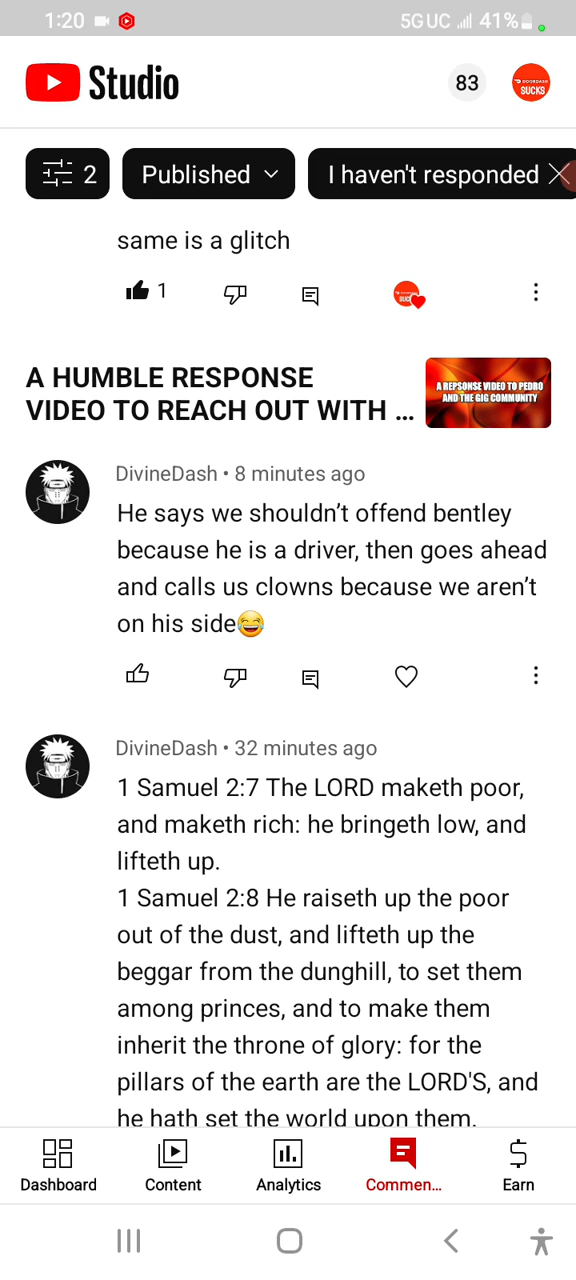 1:20
5G UC 41%
Studio
83
DOORDASH
SUCKS
2
Published
I haven't responded
same is a glitch
1
A HUMBLE RESPONSE
VIDEO TO REACH OUT WITH ...
A REPSONSE VIDEO TO PEDRO
AND THE GIG COMMUNITY
DivineDash • 8 minutes ago
He says we shouldn’t offend bentley
because he is a driver, then goes ahead
and calls us clowns because we aren’t
on his side😂
DivineDash • 32 minutes ago
1 Samuel 2:7 The LORD maketh poor,
and maketh rich: he bringeth low, and
lifteth up.
1 Samuel 2:8 He raiseth up the poor
out of the dust, and lifteth up the
beggar from the dunghill, to set them
among princes, and to make them
inherit the throne of glory: for the
pillars of the earth are the LORD'S, and
he hath set the world upon them.
Dashboard
Content
Analytics
Commen...
Earn